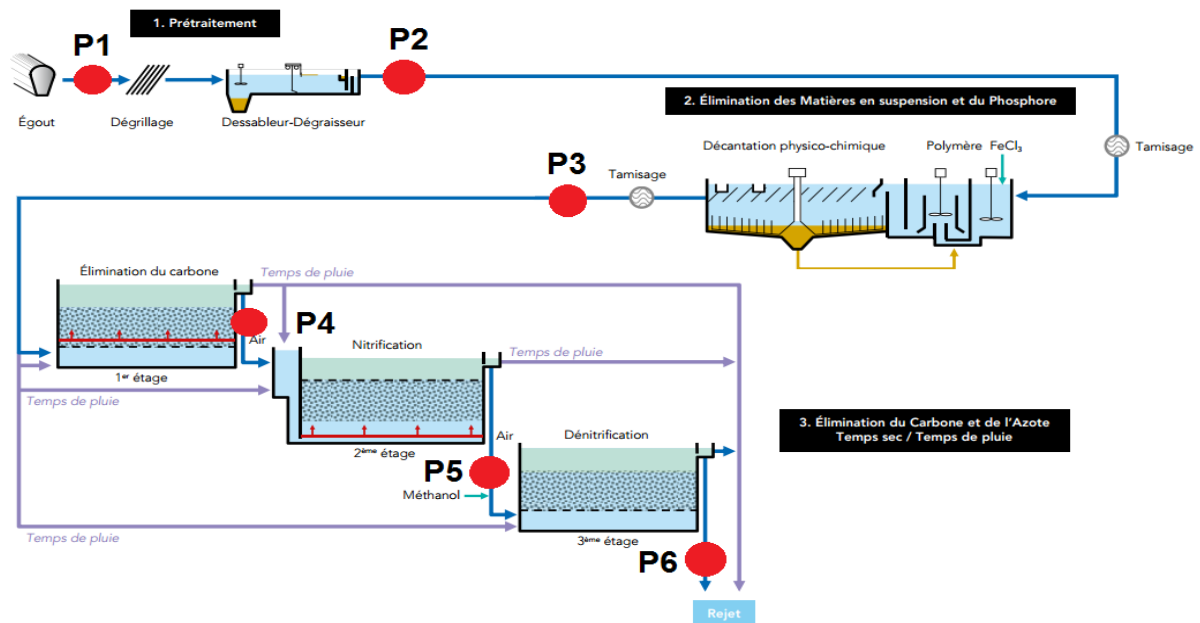 1. Prétraitement
P1
P2
Égout
Dégrillage
Dessableur-Dégraisseur
2. Élimination des Matières en suspension et du Phosphore
Décantation physico-chimique
Polymère FeCl₃
Tamisage
P3
Tamisage
Élimination du carbone
Temps de pluie
P4
Air
Nitrification
Temps de pluie
1er étage
Temps de pluie
3. Élimination du Carbone et de l'Azote
Temps sec / Temps de pluie
Air
Dénitrification
2ème étage
P5
Méthanol
Temps de pluie
3ème étage
P6
Rejet